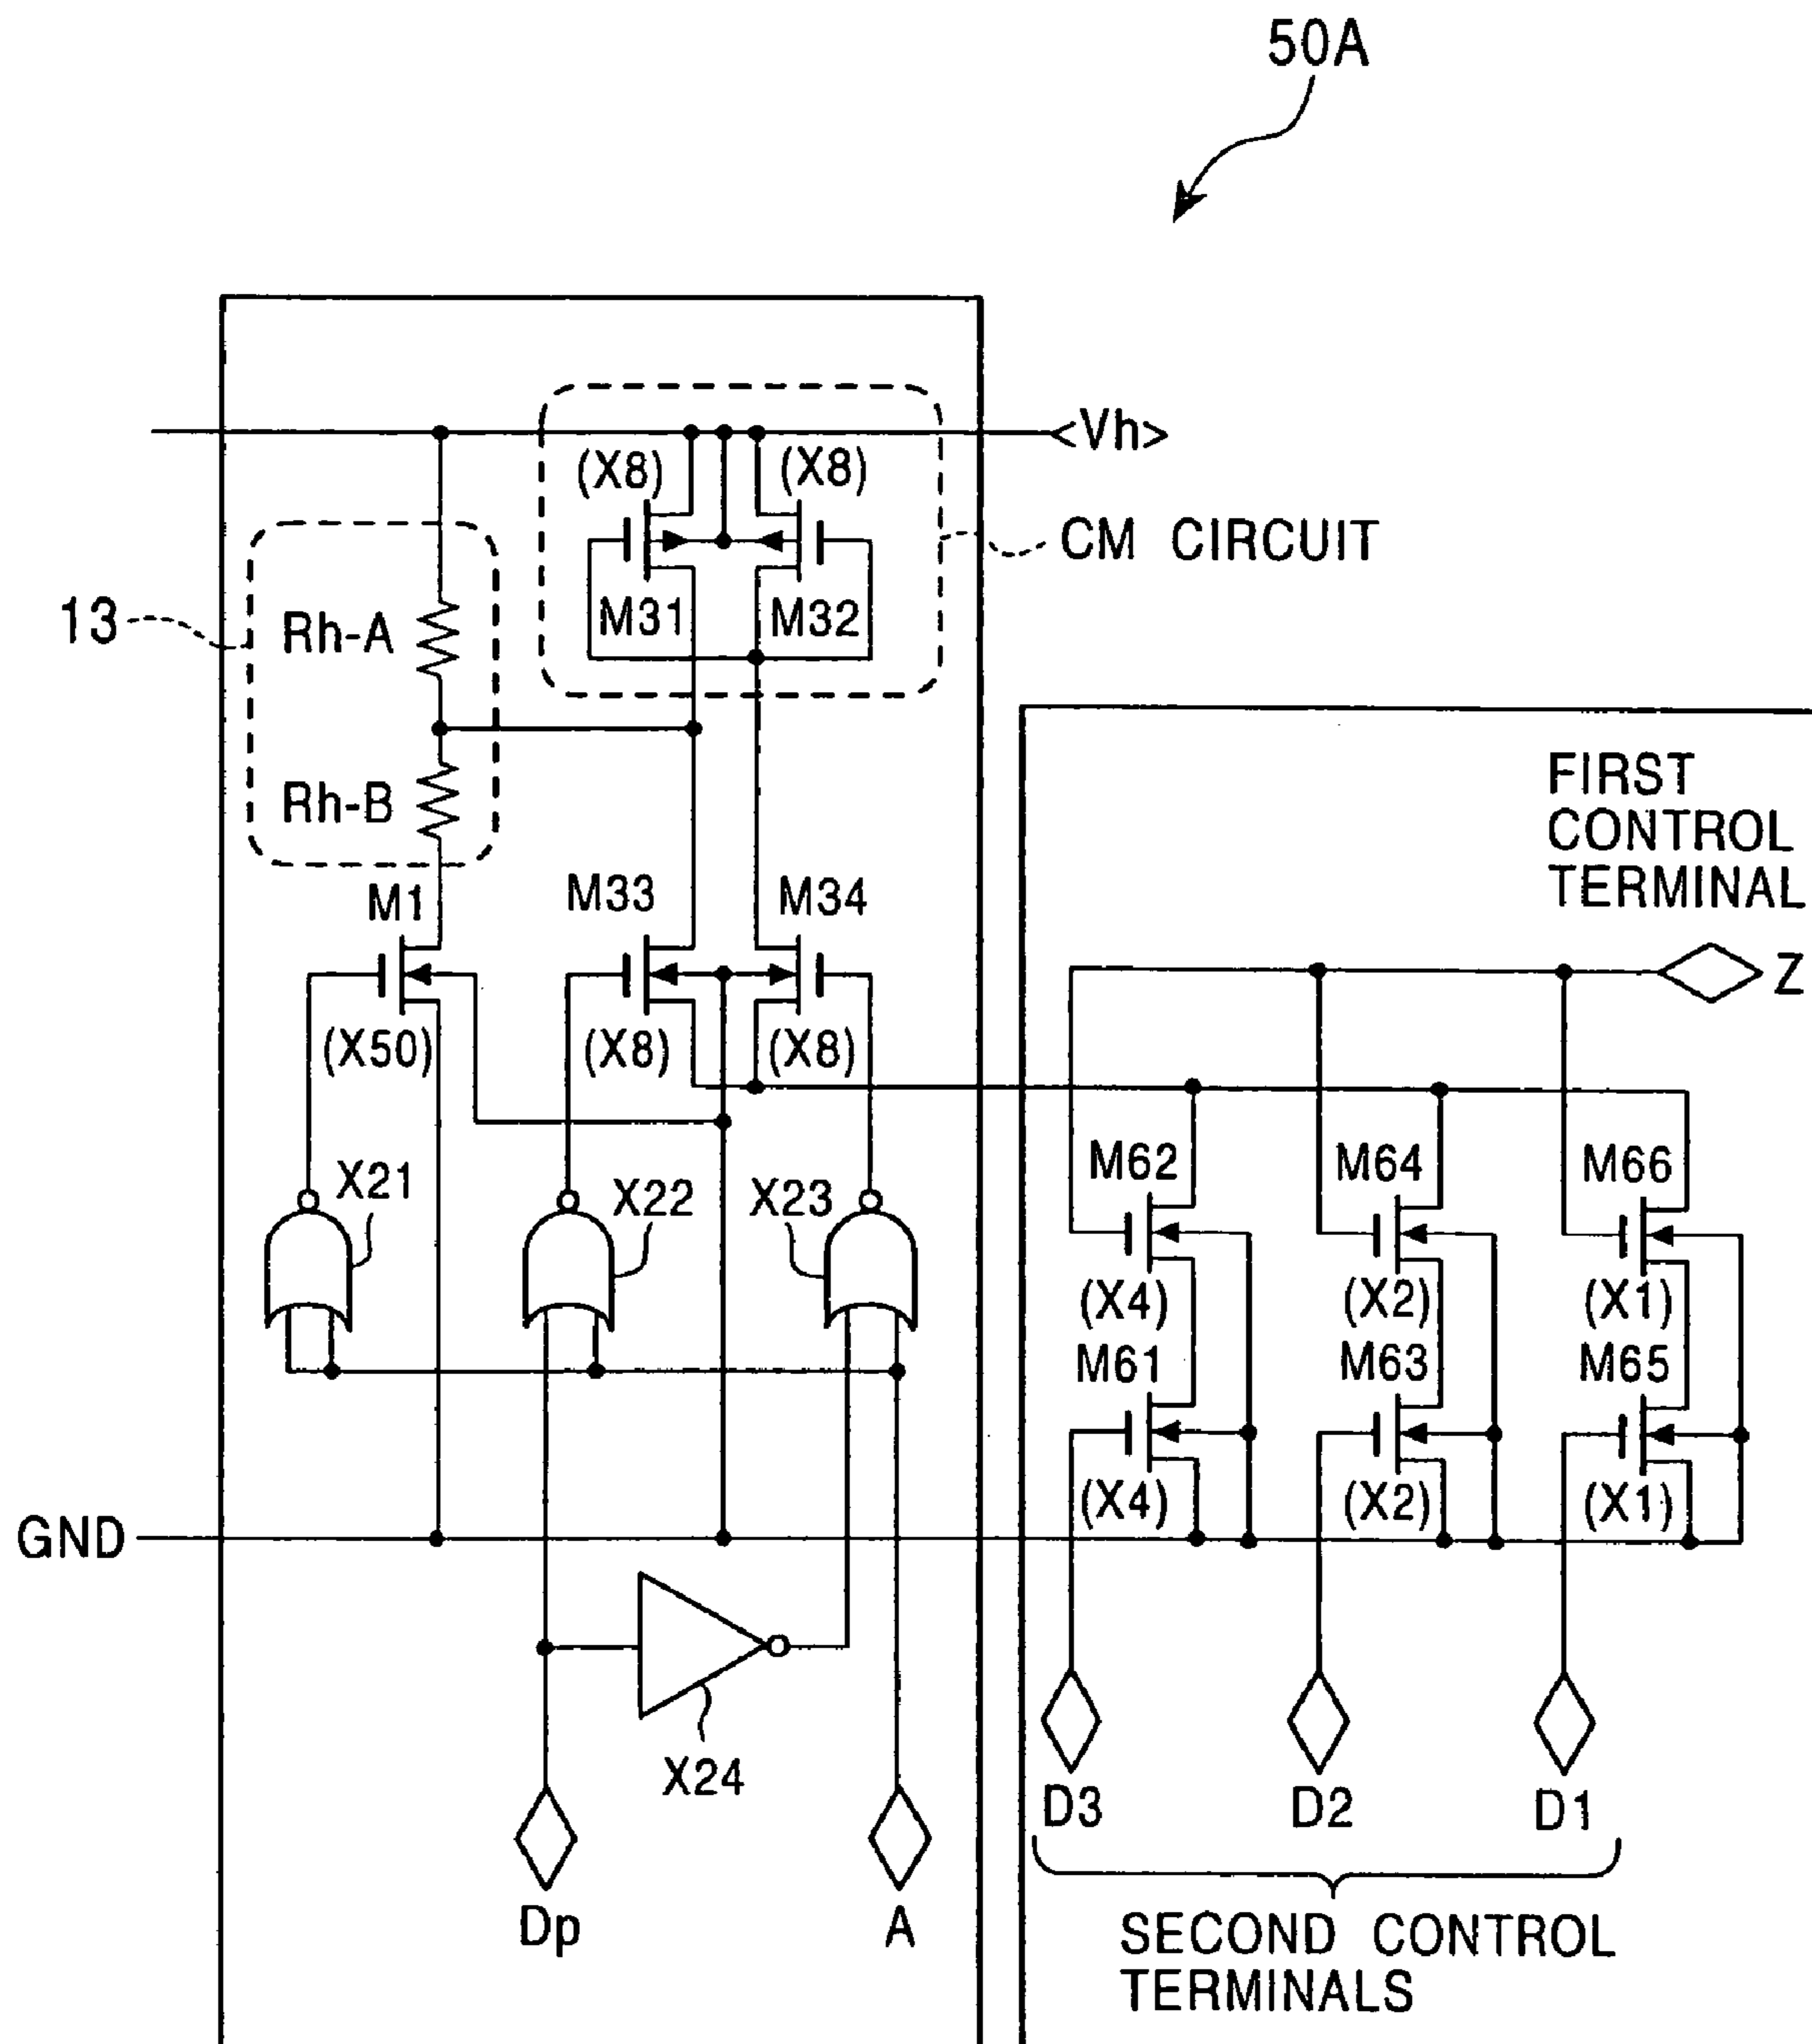 50A
<Vh>
(X8)
(X8)
CM CIRCUIT
M31
M32
13
Rh-A
Rh-B
FIRST
CONTROL
TERMINAL
Z
M1
M33
M34
(X50)
(X8)
(X8)
M62
M64
M66
X21
X22
X23
(X4)
(X2)
(X1)
M61
M63
M65
(X4)
(X2)
(X1)
GND
X24
D3
D2
D1
Dp
A
SECOND CONTROL
TERMINALS